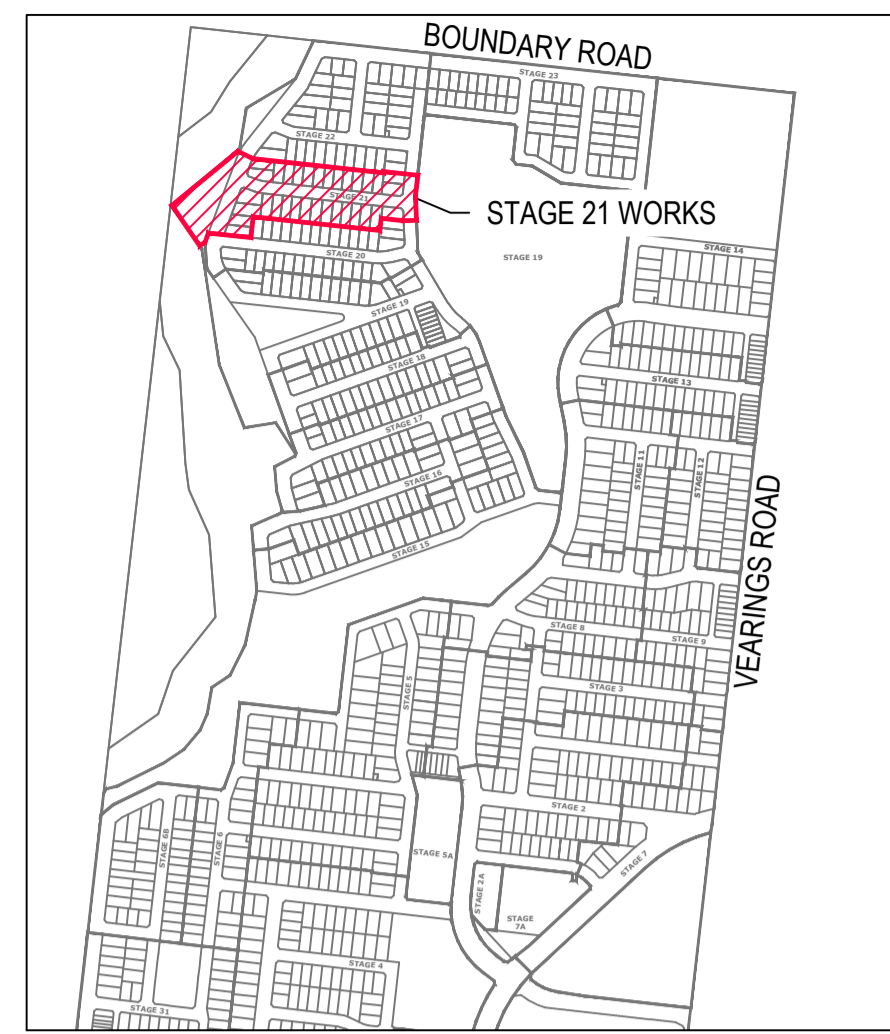 BOUNDARY ROAD
STAGE 23
STAGE 22
STAGE 21
STAGE 21 WORKS
STAGE 14
STAGE 20
STAGE 19
STAGE 19
STAGE 18
STAGE 13
STAGE 17
STAGE 11
STAGE 12
STAGE 16
STAGE 15
VEARINGS ROAD
STAGE 8
STAGE 9
STAGE 5
STAGE 3
STAGE 2
STAGE 6B
STAGE 6
STAGE 5A
STAGE 7
STAGE 2A
STAGE
7A
STAGE 4
STAGE 31